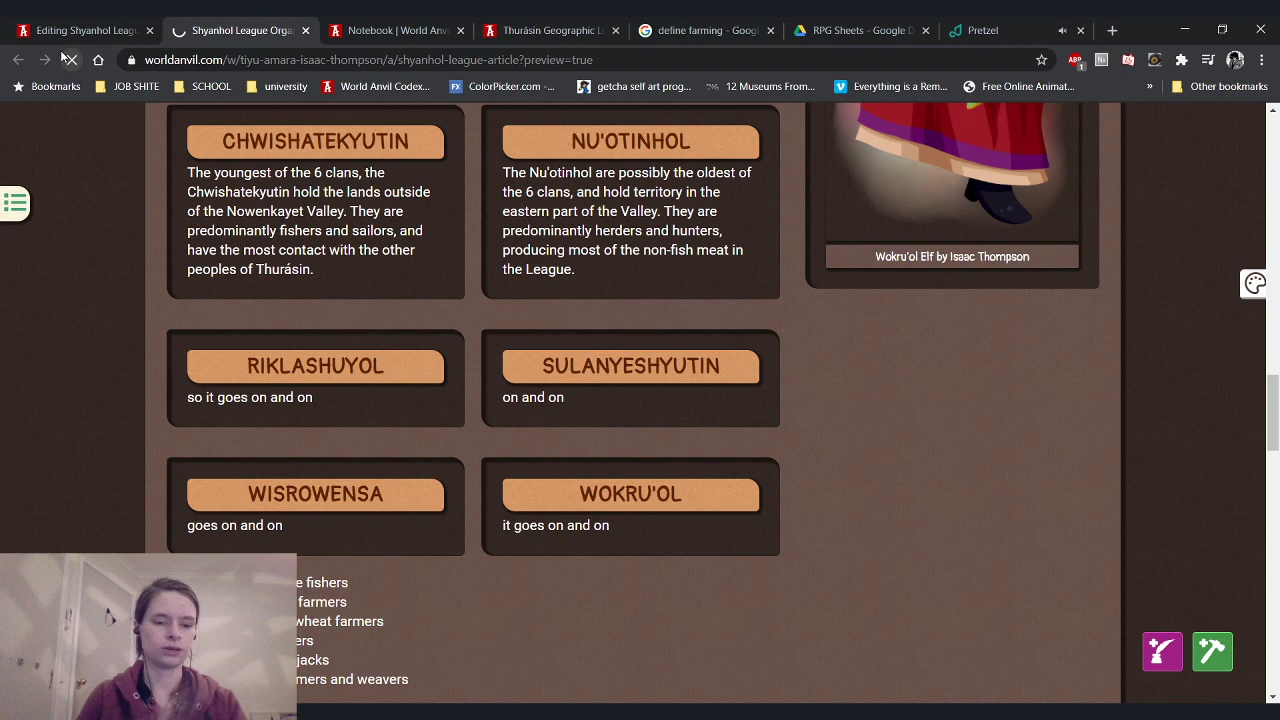 Editing Shyanhol Leagu
Shyanhol League Orga
Notebook | World Anvi
Thurásin Geographic L
define farming - Googl
RPG Sheets - Google D
Pretzel
worldanvil.com/w/tiyu-amara-isaac-thompson/a/shyanhol-league-article?preview=true
Bookmarks
JOB SHITE
SCHOOL
university
World Anvil Codex...
ColorPicker.com -...
getcha self art prog...
12 Museums From...
Everything is a Rem...
Free Online Animat...
Other bookmarks
CHWISHATEKYUTIN
The youngest of the 6 clans, the
Chwishatekyutin hold the lands outside
of the Nowenkayet Valley. They are
predominantly fishers and sailors, and
have the most contact with the other
peoples of Thurásin.
NU'OTINHOL
The Nu'otinhol are possibly the oldest of
the 6 clans, and hold territory in the
eastern part of the Valley. They are
predominantly herders and hunters,
producing most of the non-fish meat in
the League.
Wokru'ol Elf by Isaac Thompson
RIKLASHUYOL
so it goes on and on
SULANYESHYUTIN
on and on
WISROWENSA
goes on and on
WOKRU'OL
it goes on and on
e fishers
farmers
wheat farmers
ers
jacks
mers and weavers